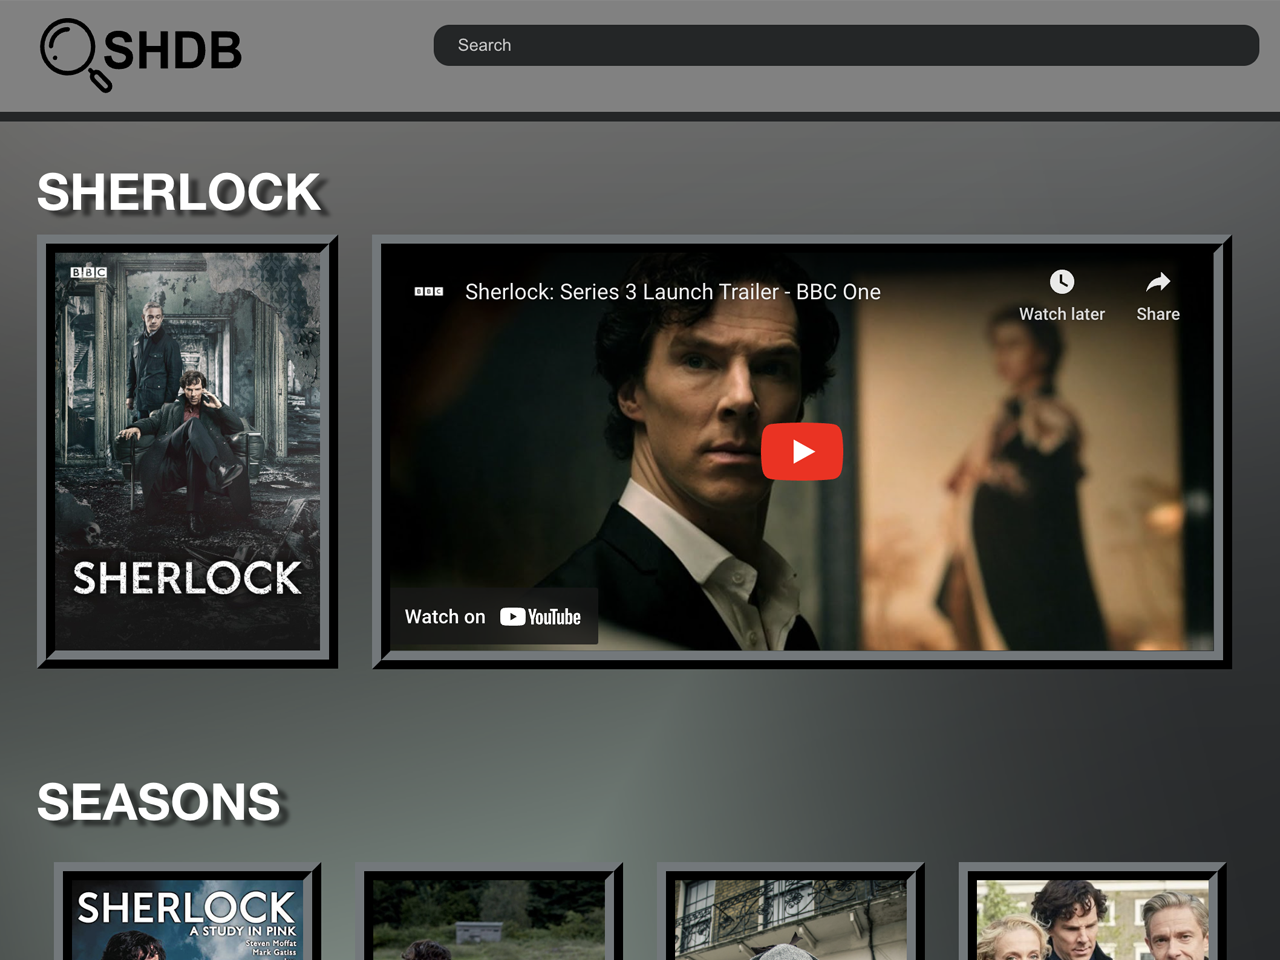 SHDB
Search
SHERLOCK
BBC
SHERLOCK
BBC
Sherlock: Series 3 Launch Trailer - BBC One
Watch later
Share
Watch on YouTube
SEASONS
SHERLOCK
A STUDY IN PINK
Steven Moffat
Mark Gatiss